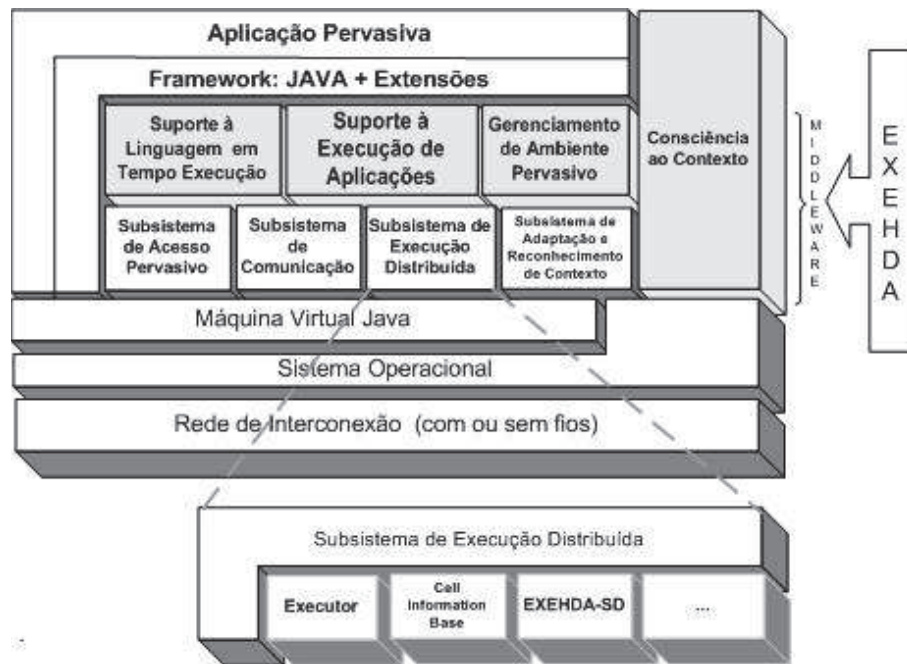 Aplicação Pervasiva
Framework: JAVA + Extensões
Suporte à
Linguagem em
Tempo Execução
Suporte à
Execução de
Aplicações
Gerenciamento
de Ambiente
Pervasivo
Consciência
ao Contexto
Subsistema
de Acesso
Pervasivo
Subsistema
de
Comunicação
Subsistema de
Execução
Distribuída
Subsistema de
Adaptação e
Reconhecimento
de Contexto
MIDDLEWARE
EXEHDA
Máquina Virtual Java
Sistema Operacional
Rede de Interconexão (com ou sem fios)
Subsistema de Execução Distribuída
Executor
Cell
Information
Base
EXEHDA-SD
...